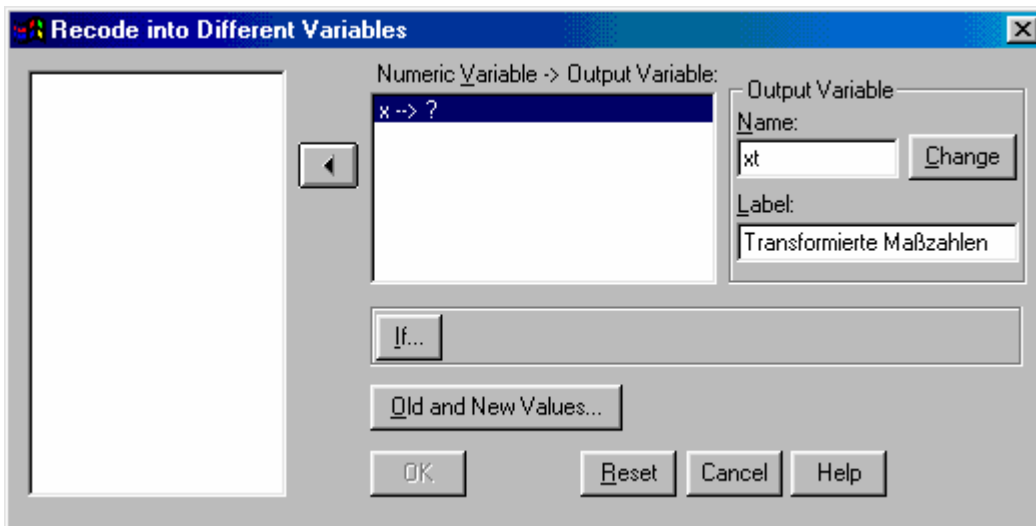 Recode into Different Variables
Numeric Variable -> Output Variable:
x --> ?
Output Variable
Name:
xt
Change
Label:
Transformierte Maßzahlen
If...
Old and New Values...
OK
Reset
Cancel
Help